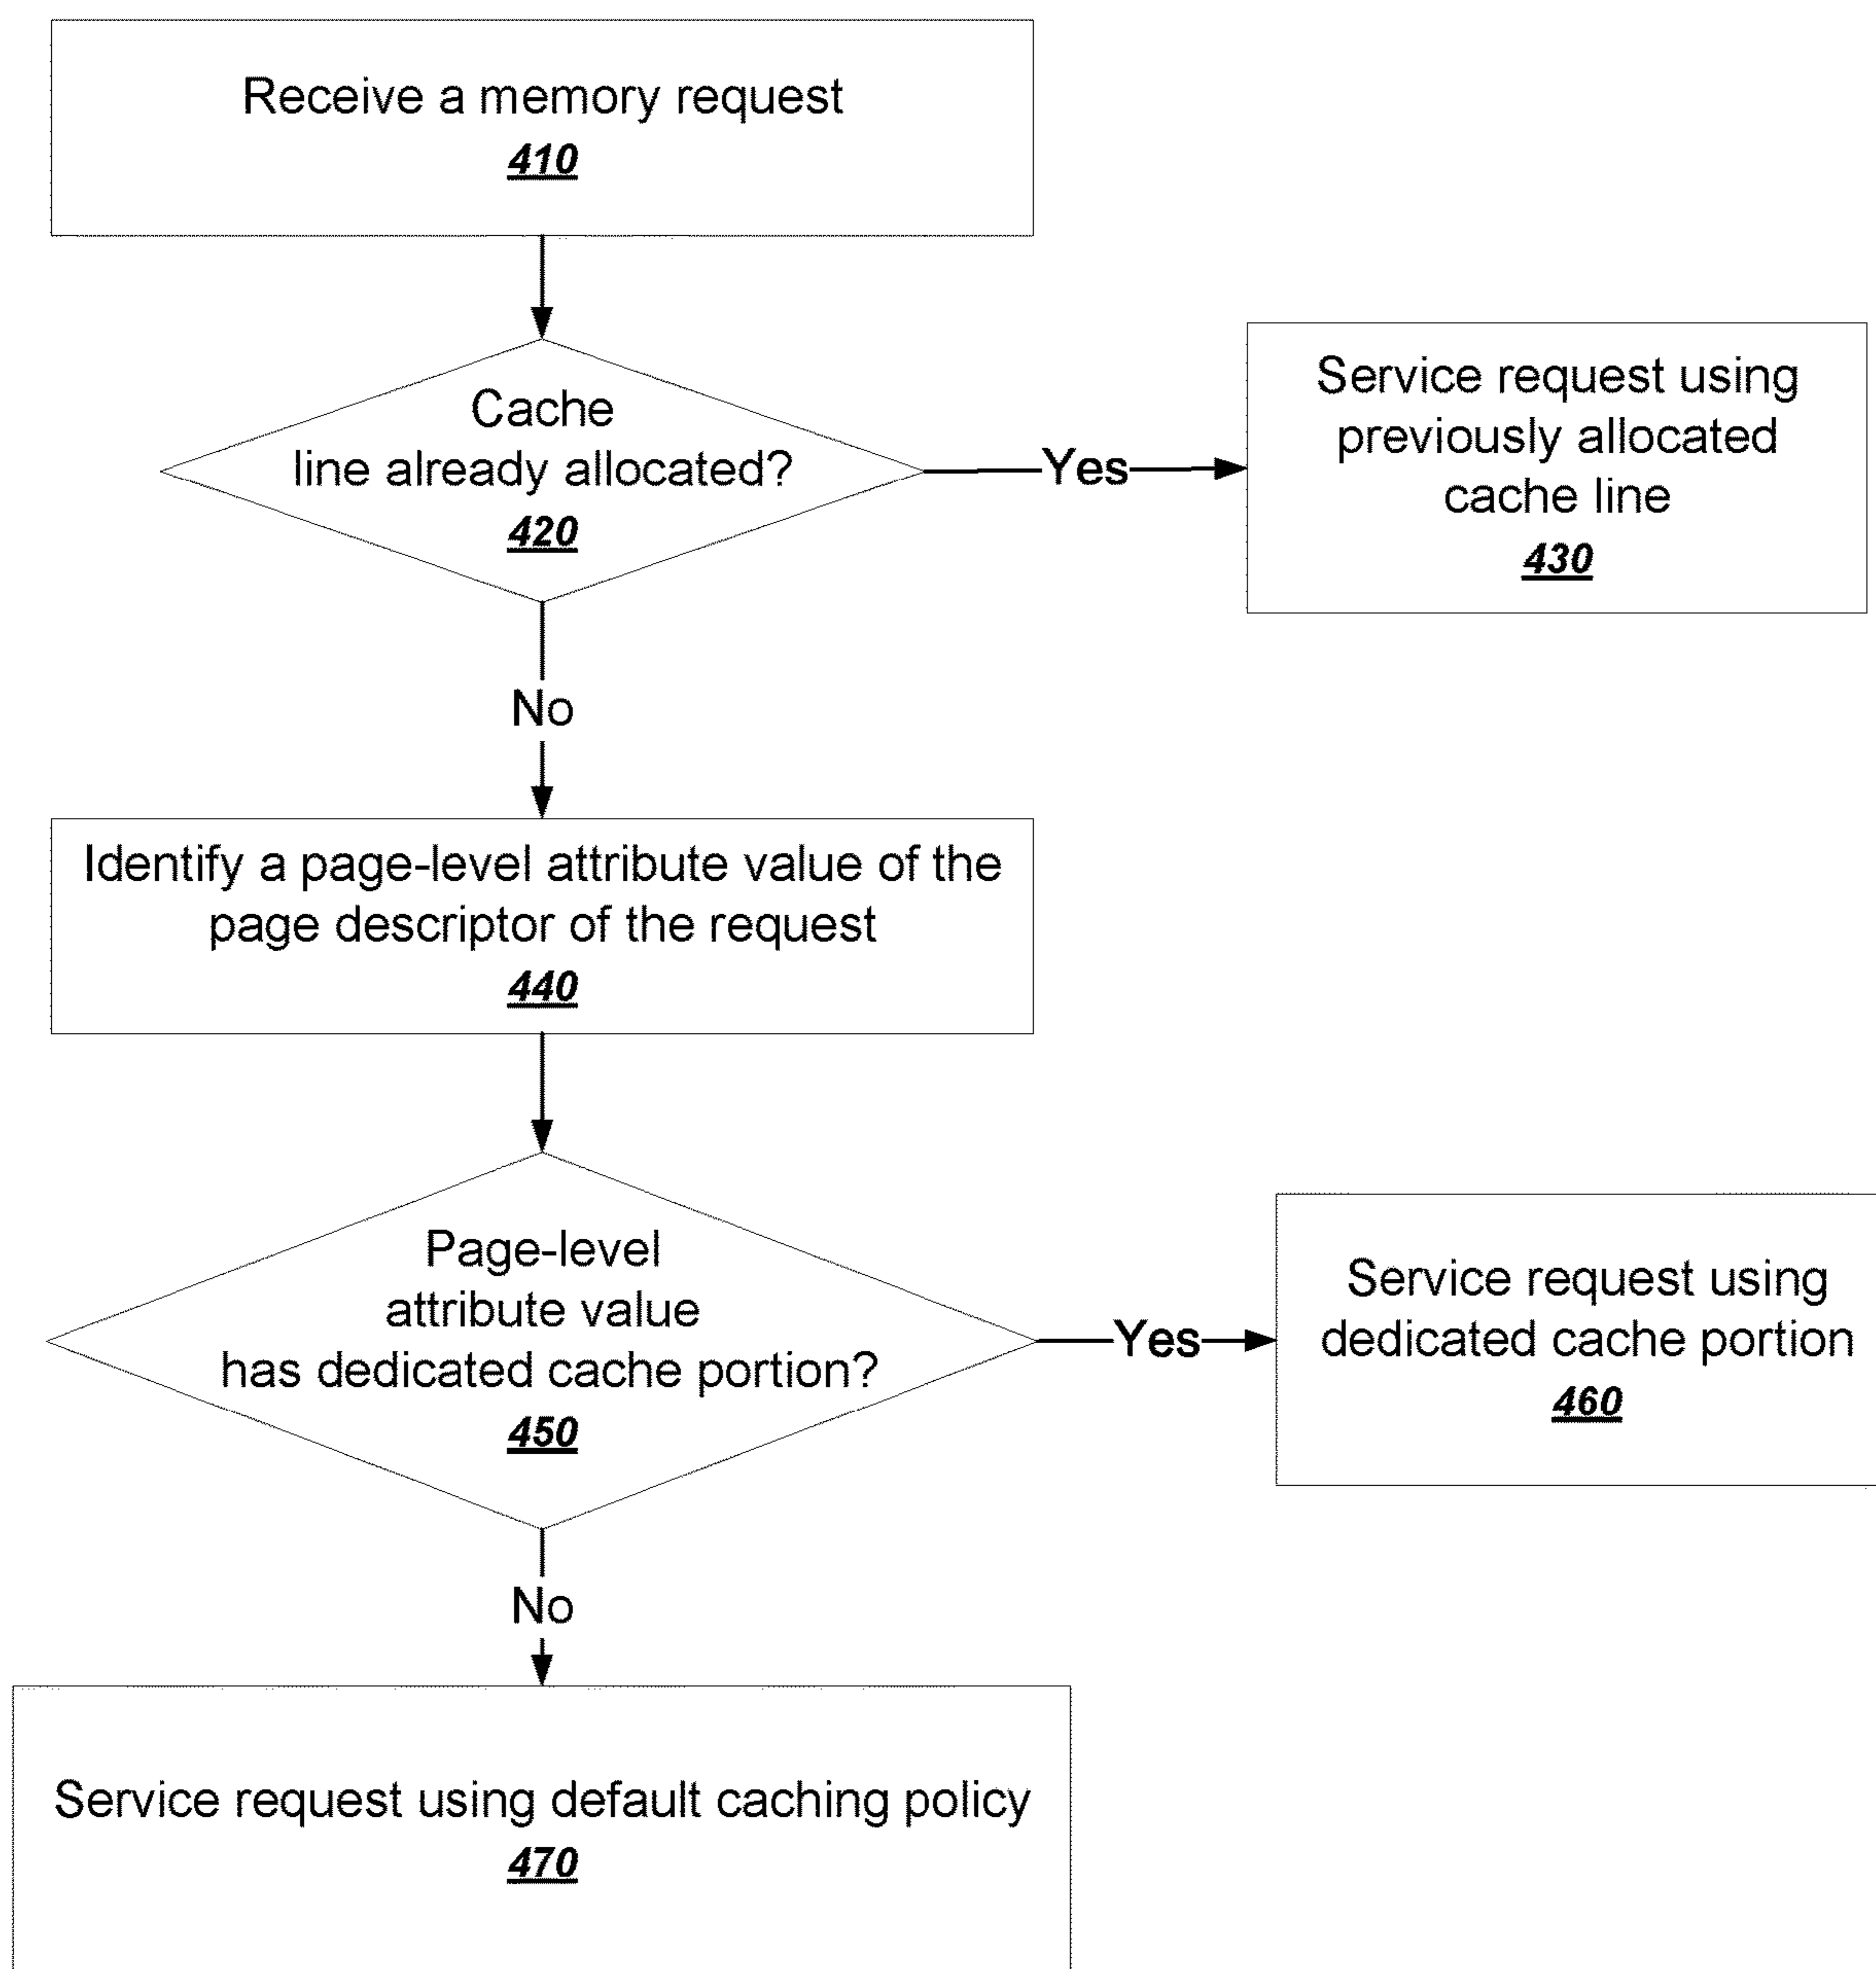 Receive a memory request
410
Cache
line already allocated?
420
Yes
Service request using
previously allocated
cache line
430
No
Identify a page-level attribute value of the
page descriptor of the request
440
Page-level
attribute value
has dedicated cache portion?
450
Yes
Service request using
dedicated cache portion
460
No
Service request using default caching policy
470